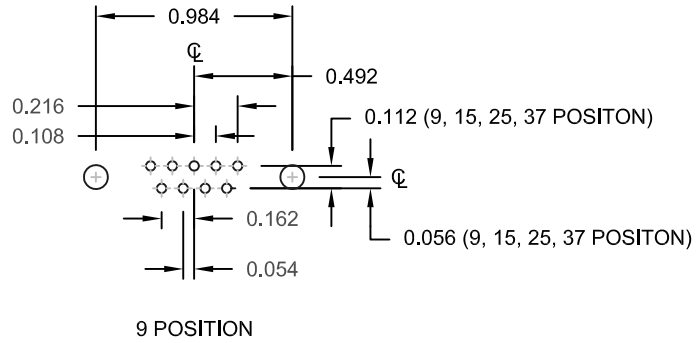 0.984
℄
0.492
0.216
0.112 (9, 15, 25, 37 POSITON)
0.108
℄
0.162
0.056 (9, 15, 25, 37 POSITON)
0.054
9 POSITION